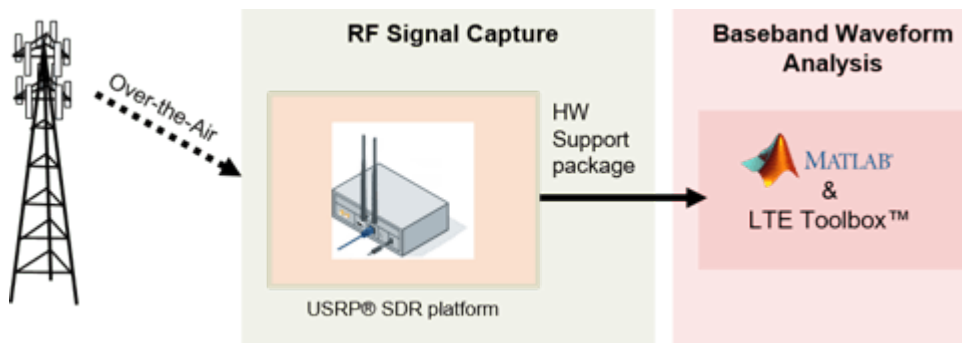 RF Signal Capture
Baseband Waveform
Analysis
Over-the-Air
HW
Support
package
MATLAB®
&
LTE Toolbox™
USRP® SDR platform